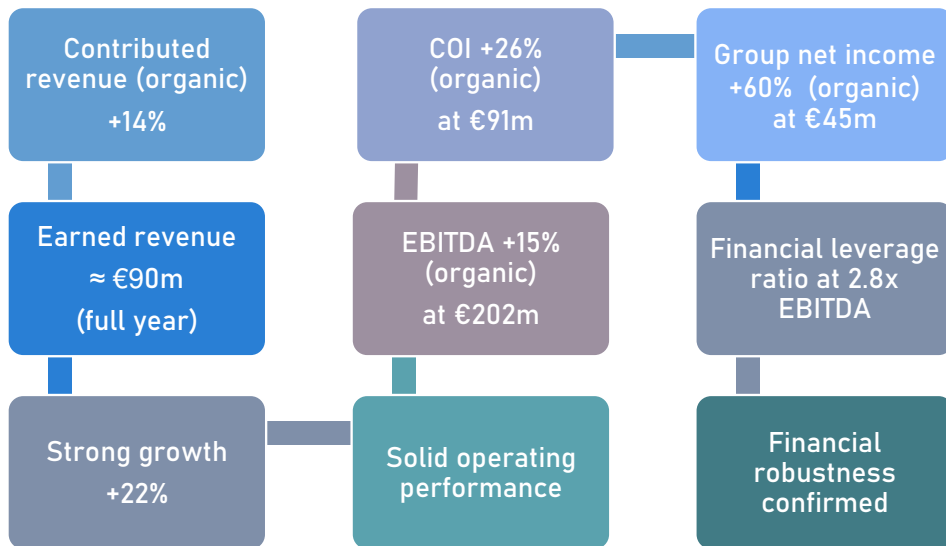 Contributed
revenue (organic)
+14%
Earned revenue
≈ €90m
(full year)
Strong growth
+22%
Solid operating
performance
EBITDA +15%
(organic)
at €202m
COI +26%
(organic)
at €91m
Group net income
+60% (organic)
at €45m
Financial leverage
ratio at 2.8x
EBITDA
Financial
robustness
confirmed